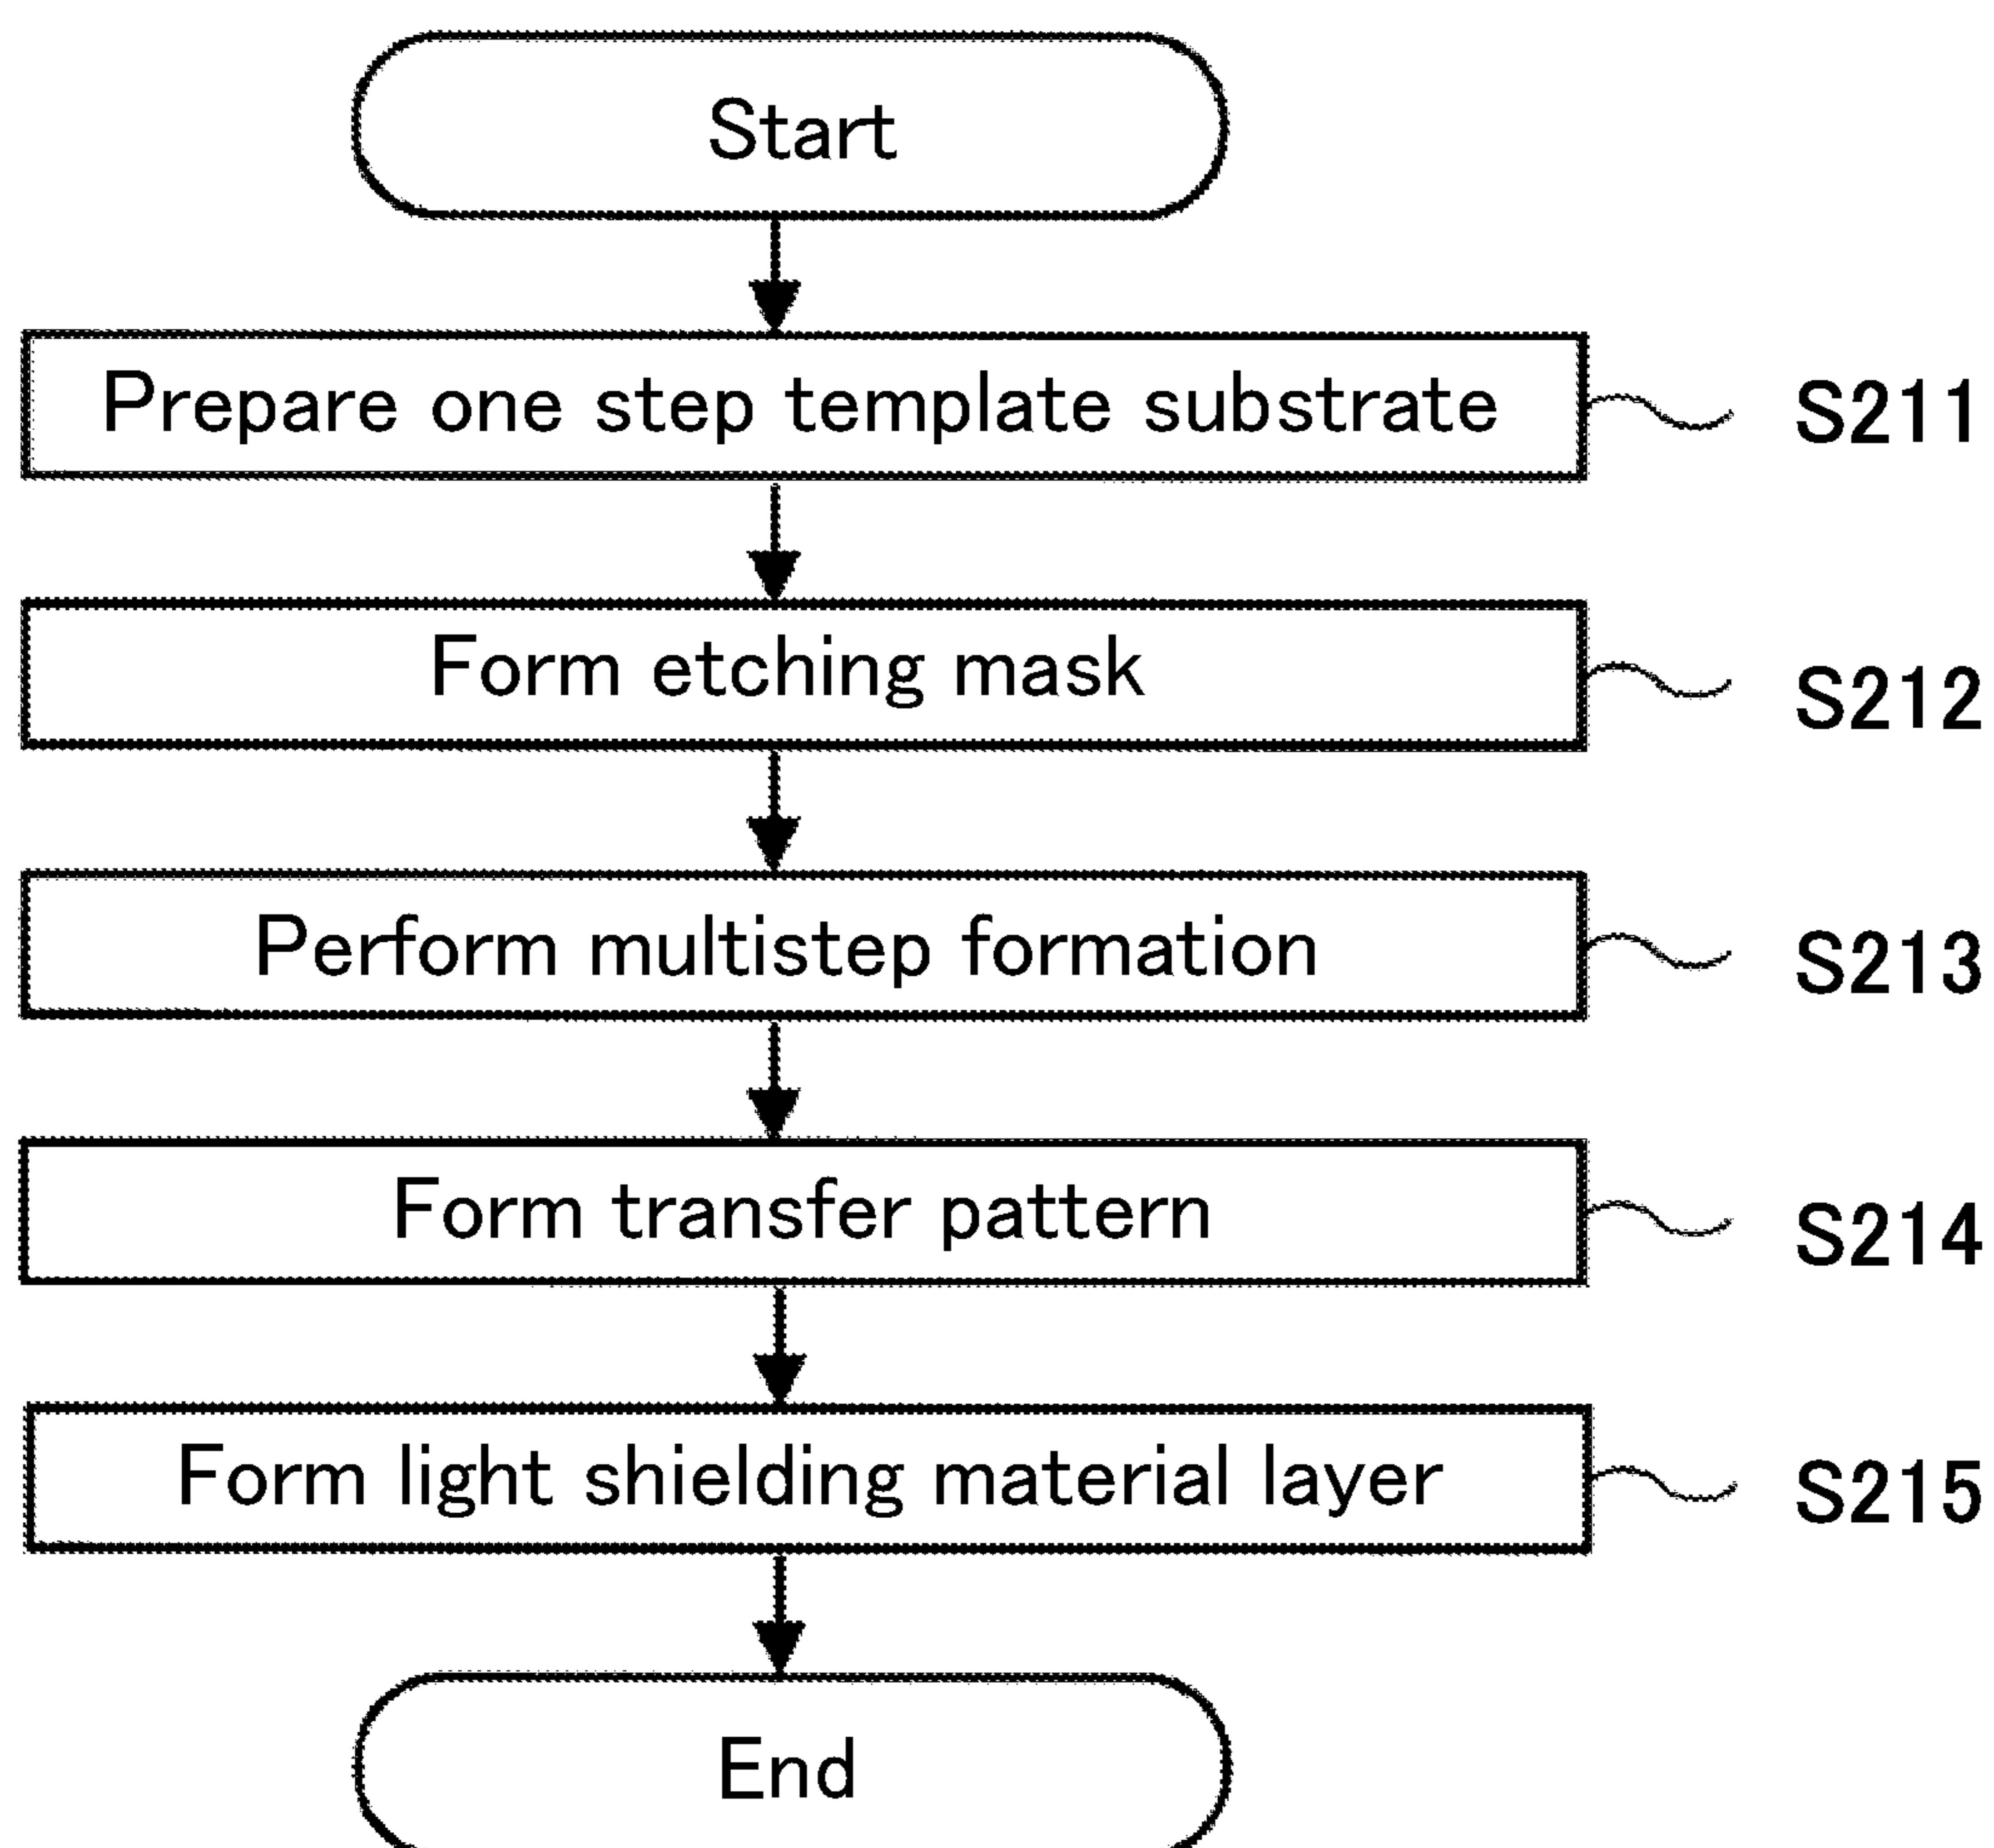 Start
Prepare one step template substrate S211
Form etching mask S212
Perform multistep formation S213
Form transfer pattern S214
Form light shielding material layer S215
End